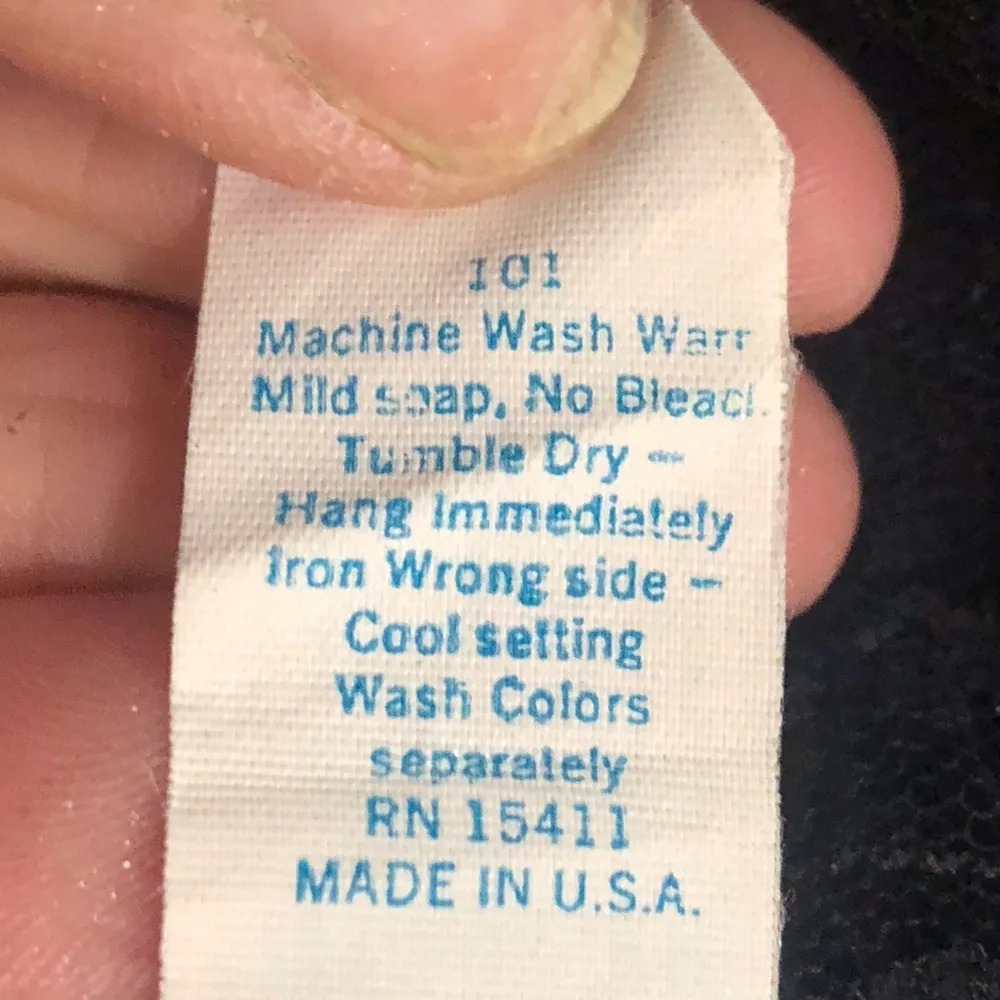 101
Machine Wash Warm
Mild soap, No Bleach.
Tumble Dry —
Hang Immediately
Iron Wrong side —
Cool setting
Wash Colors
separately
RN 15411
MADE IN U.S.A.